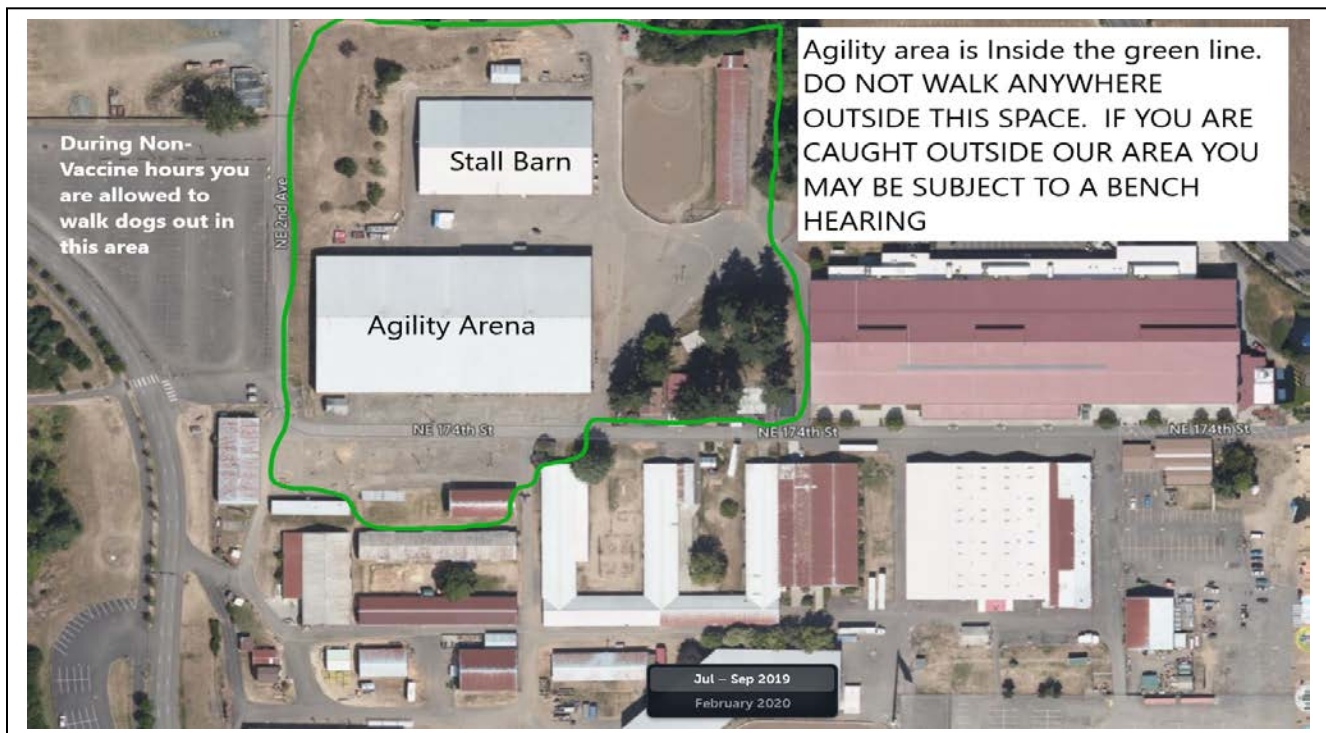 Agility area is Inside the green line.
DO NOT WALK ANYWHERE
OUTSIDE THIS SPACE.  IF YOU ARE
CAUGHT OUTSIDE OUR AREA YOU
MAY BE SUBJECT TO A BENCH
HEARING
During Non-
Vaccine hours you
are allowed to
walk dogs out in
this area
Stall Barn
NE 2nd Ave
Agility Arena
NE 174th St
NE 174th St
NE 174th St
Jul – Sep 2019
February 2020